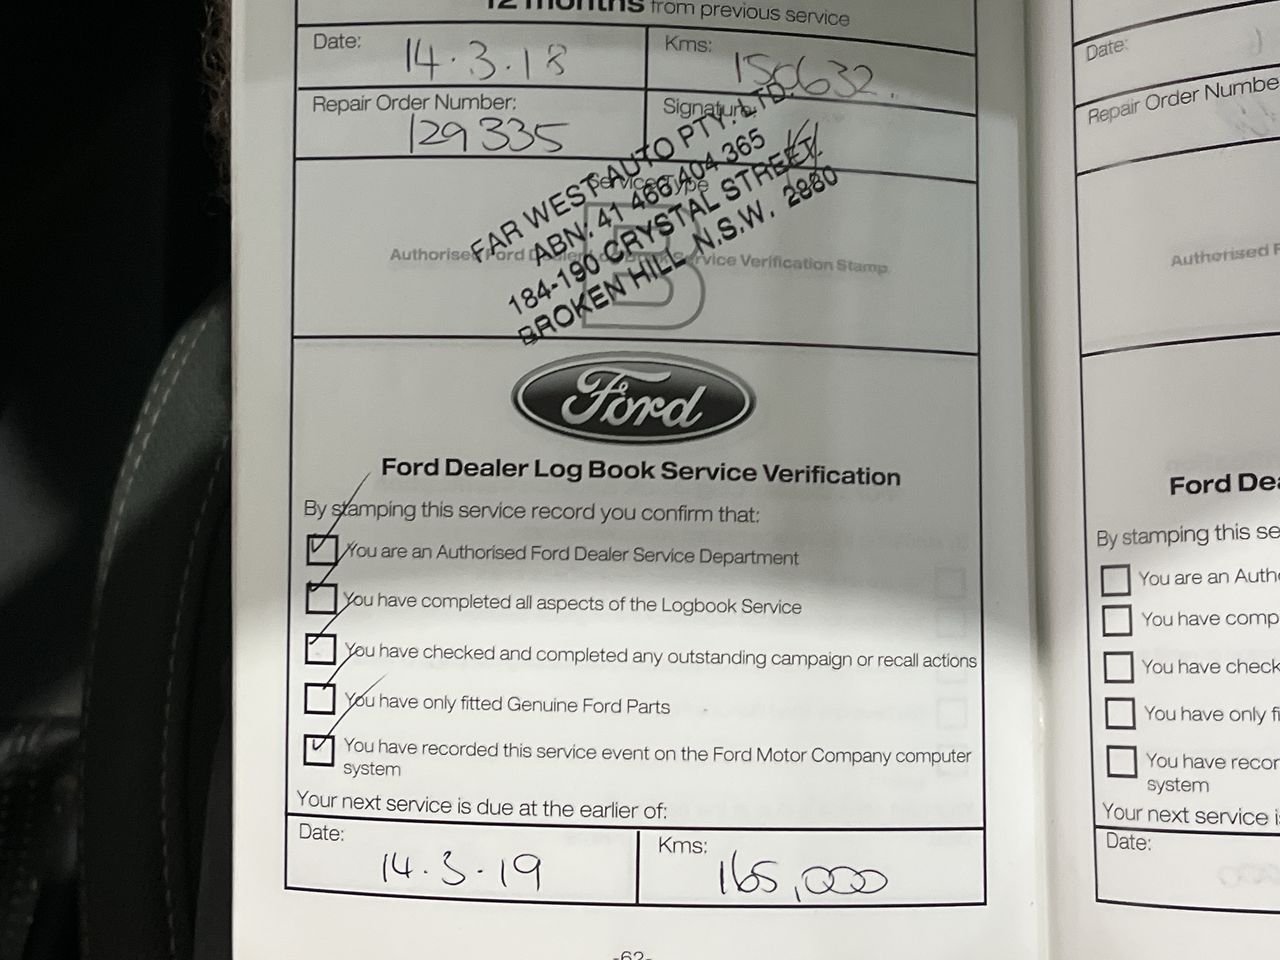 12 months from previous service
Date: 14.3.18 Kms: 150632.
Repair Order Number: 129335 Signature:
Service Type
B
Authorised Ford Dealer Log Book Service Verification Stamp
FAR WEST AUTO PTY. LTD.
ABN: 41 466 404 365
184-190 CRYSTAL STREET
BROKEN HILL N.S.W. 2880
Ford
Ford Dealer Log Book Service Verification
By stamping this service record you confirm that:
You are an Authorised Ford Dealer Service Department
You have completed all aspects of the Logbook Service
You have checked and completed any outstanding campaign or recall actions
You have only fitted Genuine Ford Parts
You have recorded this service event on the Ford Motor Company computer
system
Your next service is due at the earlier of:
Date: 14.3.19 Kms: 165,000
-62-
Date:
Repair Order Numbe
Authorised F
Ford Dea
By stamping this se
You are an Auth
You have comp
You have check
You have only fi
You have recor
system
Your next service i
Date: